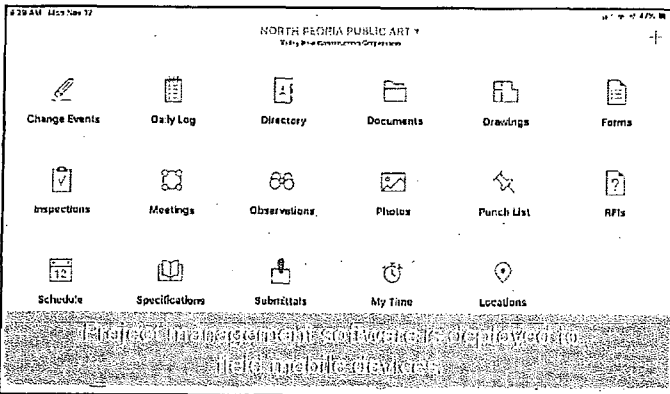 NORTH PEORIA PUBLIC ART
Change Events
Daily Log
Directory
Documents
Drawings
Forms
Inspections
Meetings
Observations
Photos
Punch List
RFIs
12
Schedule
Specifications
Submittals
My Time
Locations
Project management software is deployed to
field mobile devices.